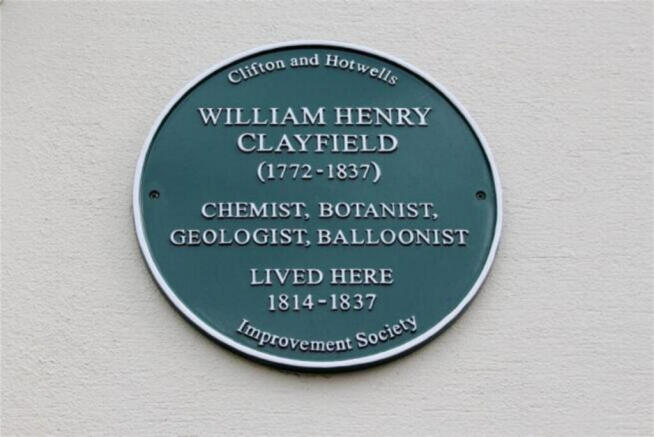 Clifton and Hotwells
WILLIAM HENRY
CLAYFIELD
(1772-1837)
CHEMIST, BOTANIST,
GEOLOGIST, BALLOONIST
LIVED HERE
1814-1837
Improvement Society